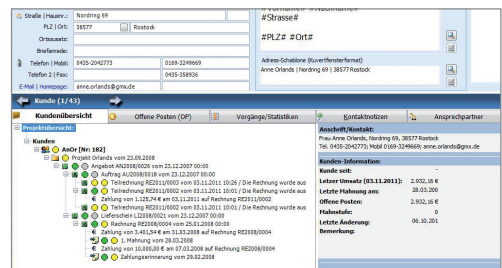 Straße | Hausnr.: Nordring 69
PLZ | Ort: 38577 Rostock
Ortszusatz:
Briefanrede:
Telefon | Mobil: 0435-2042773 0169-3249669
Telefon 2 | Fax: 0435-358936
E-Mail | Homepage: anne.orlands@gmx.de
#Vorname# #Nachname#
#Strasse#
#PLZ# #Ort#
Adress-Schablone (Kuvertfensterformat)
Anne Orlands | Nordring 69 | 38577 Rostock
Kunde (1/43)
Kundenübersicht Offene Posten (OP) Vorgänge/Statistiken Kontaktnotizen Ansprechpartner
Projektübersicht:
Kunden
AnOr [Nr: 182]
Projekt Orlands vom 23.09.2008
Angebot AN2008/0026 vom 23.12.2007 00:00
Auftrag AU2008/0018 vom 23.12.2007 00:00
Teilrechnung RE2011/0003 vom 03.11.2011 10:26 / Die Rechnung wurde aus
Teilrechnung RE2011/0002 vom 03.11.2011 10:01 / Die Rechnung wurde aus
Zahlung von 1.125,74 € am 03.11.2011 auf Rechnung RE2011/0002
Teilrechnung RE2011/0002 vom 03.11.2011 10:01 / Die Rechnung wurde aus
Lieferschein LI2008/0021 vom 23.12.2007 00:00
Rechnung RE2008/0004 vom 25.01.2008 00:00
Zahlung von 3.401,54 € am 31.03.2008 auf Rechnung RE2008/0004
1. Mahnung vom 28.03.2008
Zahlung von 10.000,00 € am 07.03.2008 auf Rechnung RE2008/0004
Zahlungserinnerung vom 29.02.2008
Anschrift/Kontakt:
Frau Anne Orlands, Nordring 69, 38577 Rostock
Tel. 0435-2042773; Mobil 0169-3249669; anne.orlands@gmx.de
Kunden-Information:
Kunde seit: -
Letzer Umsatz (03.11.2011): 2.932,16 €
Letzte Mahnung am: 28.03.200
Offene Posten: 2.932,16 €
Mahnstufe: 0
Letzte Änderung: 06.10.201
Bemerkung: